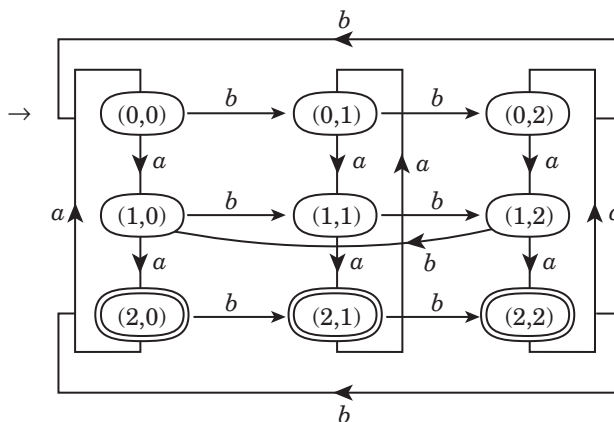 b
(0,0) b (0,1) b (0,2)
→
a a a a
a (1,0) b (1,1) b (1,2) a
b
a a a
(2,0) b (2,1) b (2,2)
b